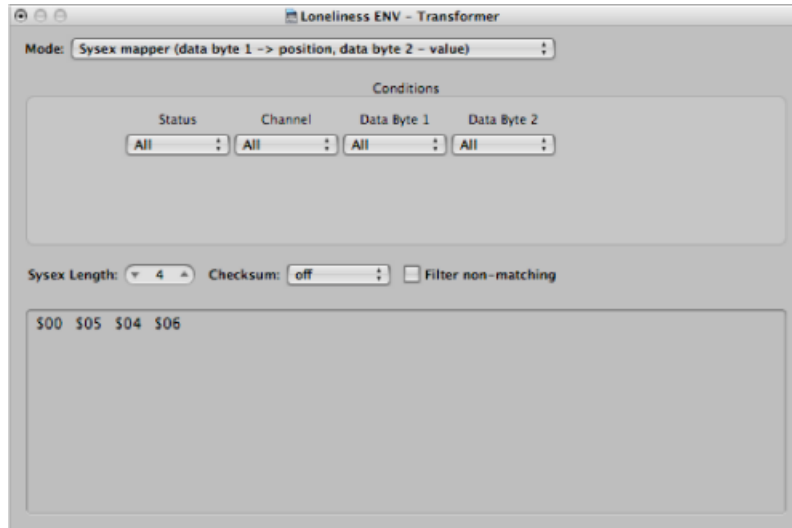 Loneliness ENV - Transformer
Mode: Sysex mapper (data byte 1 -> position, data byte 2 - value)
Conditions
Status Channel Data Byte 1 Data Byte 2
All All All All
Sysex Length: 4 Checksum: off Filter non-matching
$00 $05 $04 $06